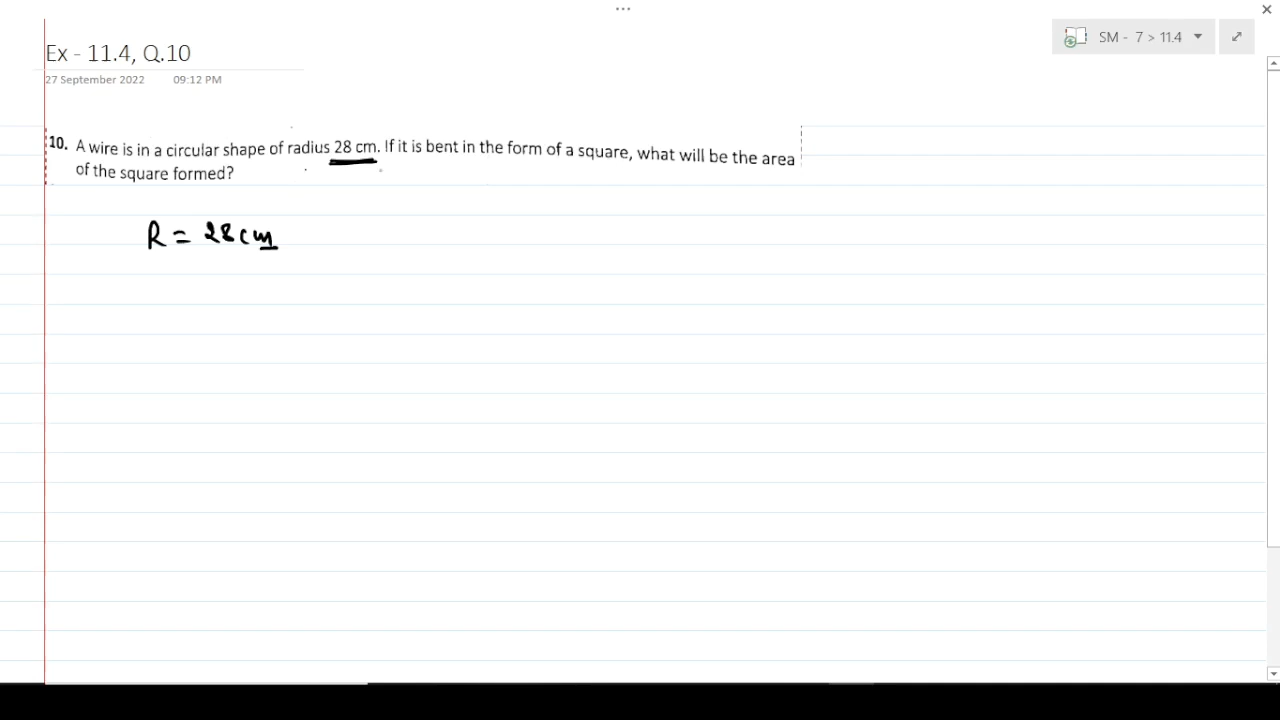 ...
SM - 7 > 11.4
Ex - 11.4, Q.10
27 September 2022 09:12 PM
10. A wire is in a circular shape of radius 28 cm. If it is bent in the form of a square, what will be the area
of the square formed?
R = 28 cm